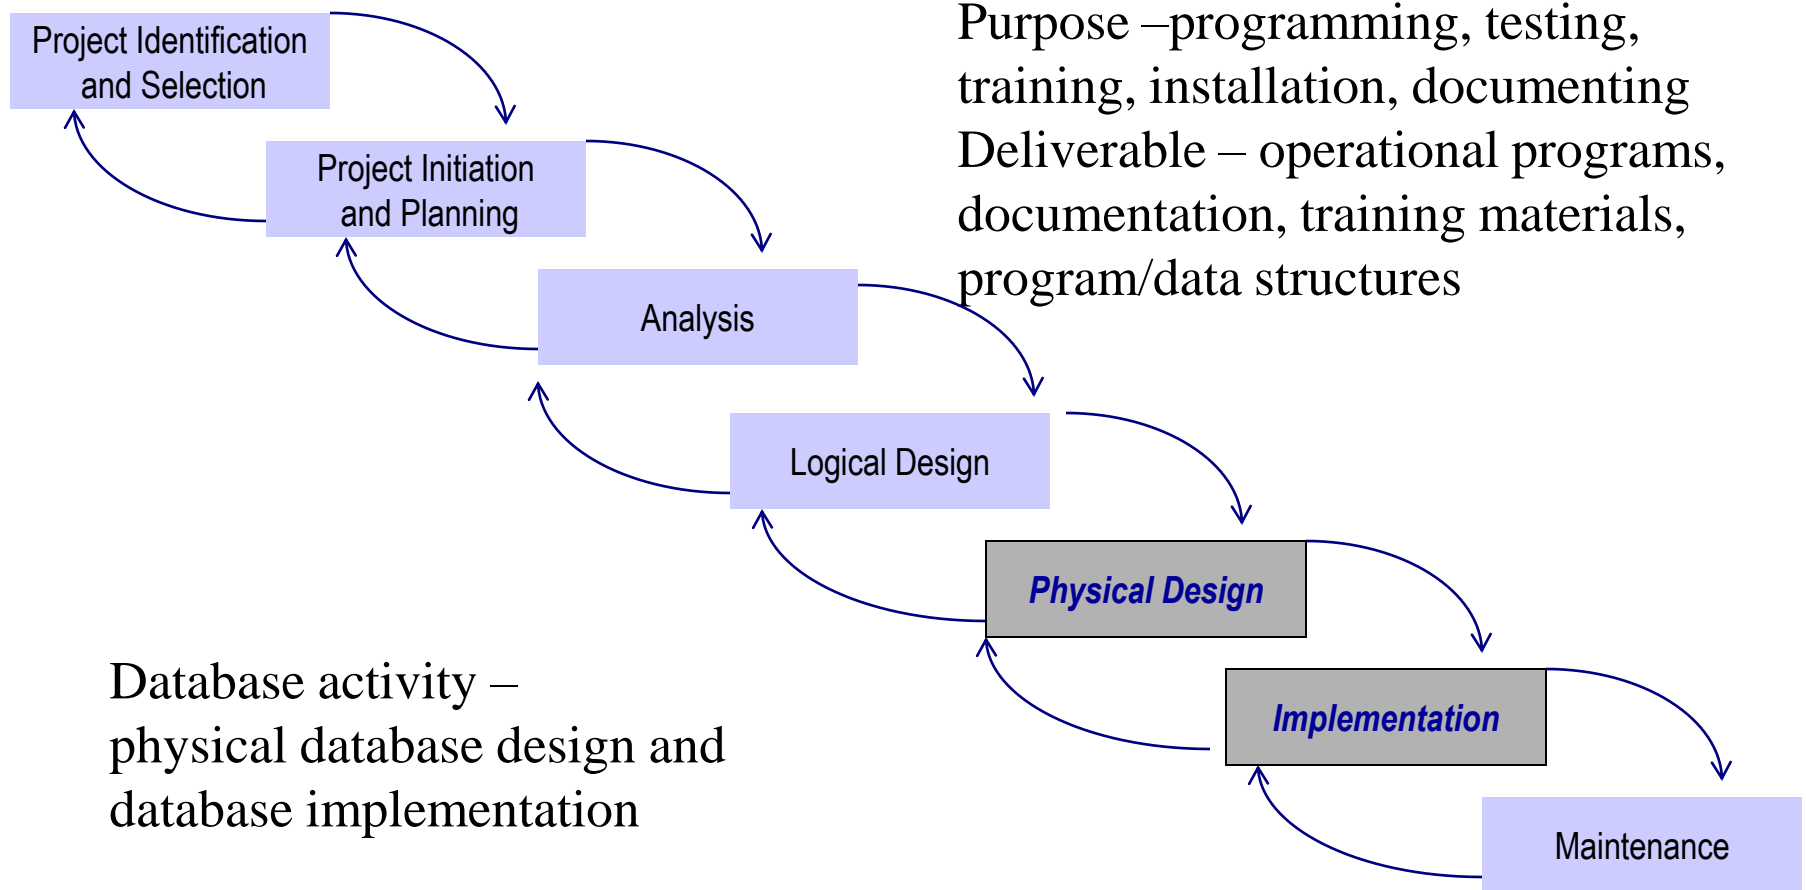 Project Identification
and Selection
Purpose –programming, testing,
training, installation, documenting
Deliverable – operational programs,
documentation, training materials,
program/data structures
Project Initiation
and Planning
Analysis
Logical Design
Physical Design
Implementation
Maintenance
Database activity –
physical database design and
database implementation